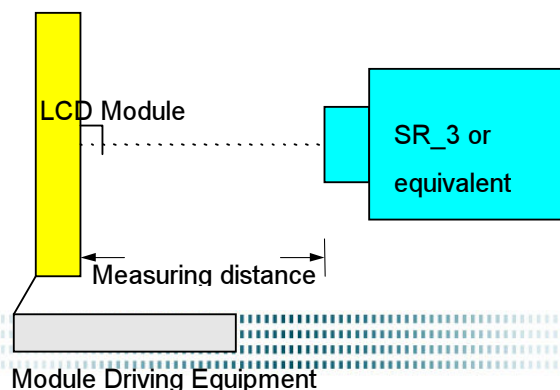 LCD Module
SR_3 or
equivalent
Measuring distance
Module Driving Equipment